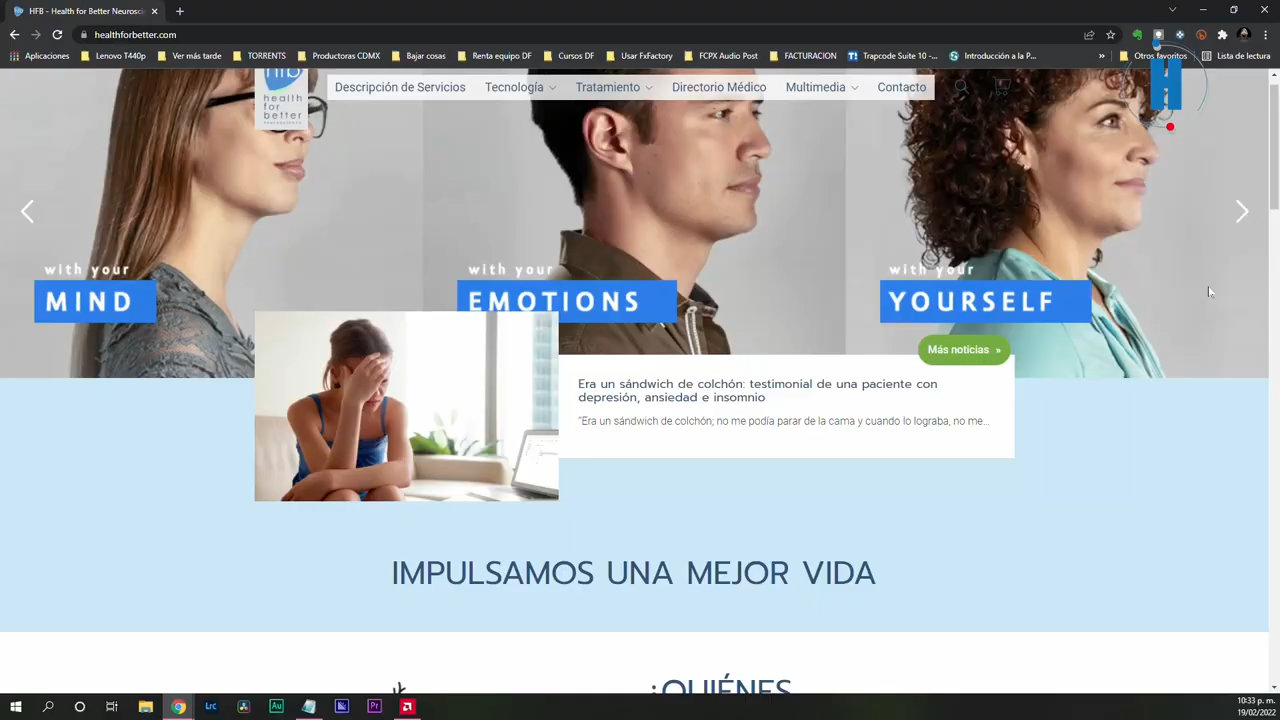 HFB - Health for Better Neurosci
healthforbetter.com
Aplicaciones
Lenovo T440p
Ver más tarde
TORRENTS
Productoras CDMX
Bajar cosas
Renta equipo DF
Cursos DF
Usar FxFactory
FCPX Audio Post
FACTURACION
Trapcode Suite 10 -...
Introducción a la P...
»
Otros favoritos
Lista de lectura
hfb
health
for
better
Descripción de Servicios
Tecnología
Tratamiento
Directorio Médico
Multimedia
Contacto
with your
MIND
with your
EMOTIONS
with your
YOURSELF
Más noticias »
Era un sándwich de colchón: testimonial de una paciente con
depresión, ansiedad e insomnio
"Era un sándwich de colchón; no me podía parar de la cama y cuando lo lograba, no me...
IMPULSAMOS UNA MEJOR VIDA
¿QUIÉNES
Lrc
Au
Pr
10:33 p. m.
19/02/2022